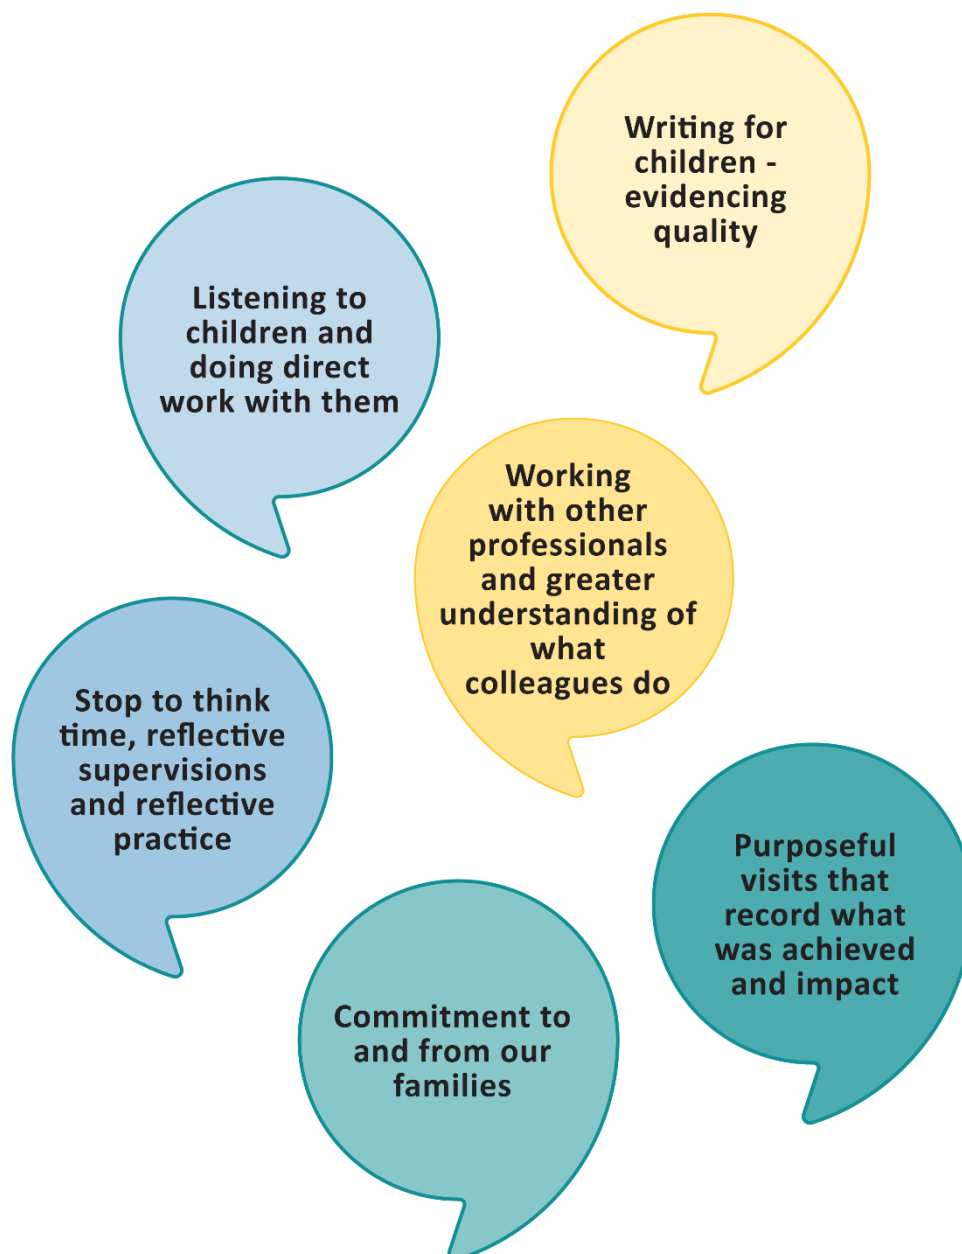 Writing for
children -
evidencing
quality
Listening to
children and
doing direct
work with them
Working
with other
professionals
and greater
understanding of
what
colleagues do
Stop to think
time, reflective
supervisions
and reflective
practice
Purposeful
visits that
record what
was achieved
and impact
Commitment to
and from our
families